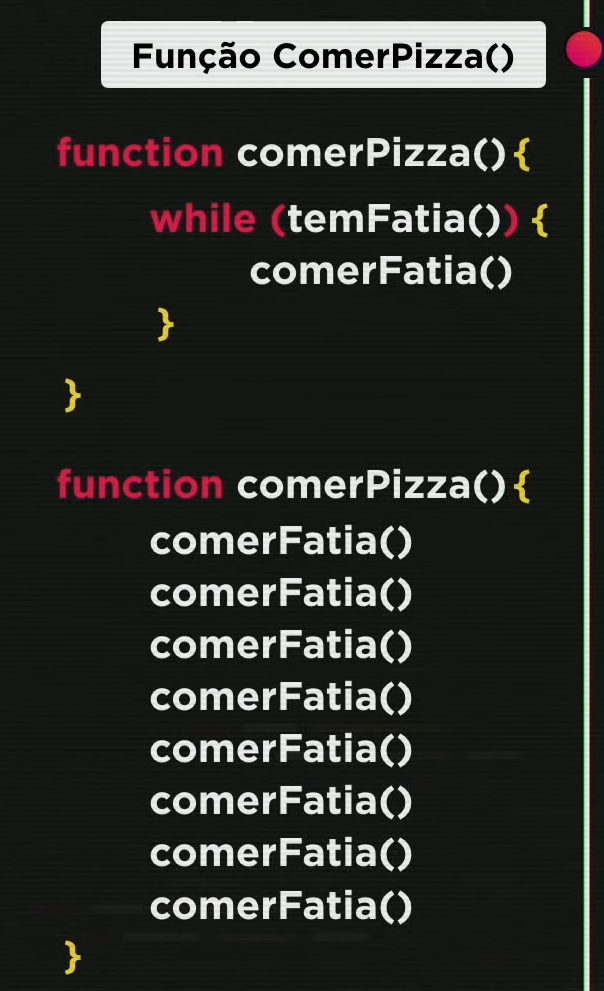 Função ComerPizza()
function comerPizza() {
while (temFatia()) {
comerFatia()
}
}
function comerPizza() {
comerFatia()
comerFatia()
comerFatia()
comerFatia()
comerFatia()
comerFatia()
comerFatia()
comerFatia()
}